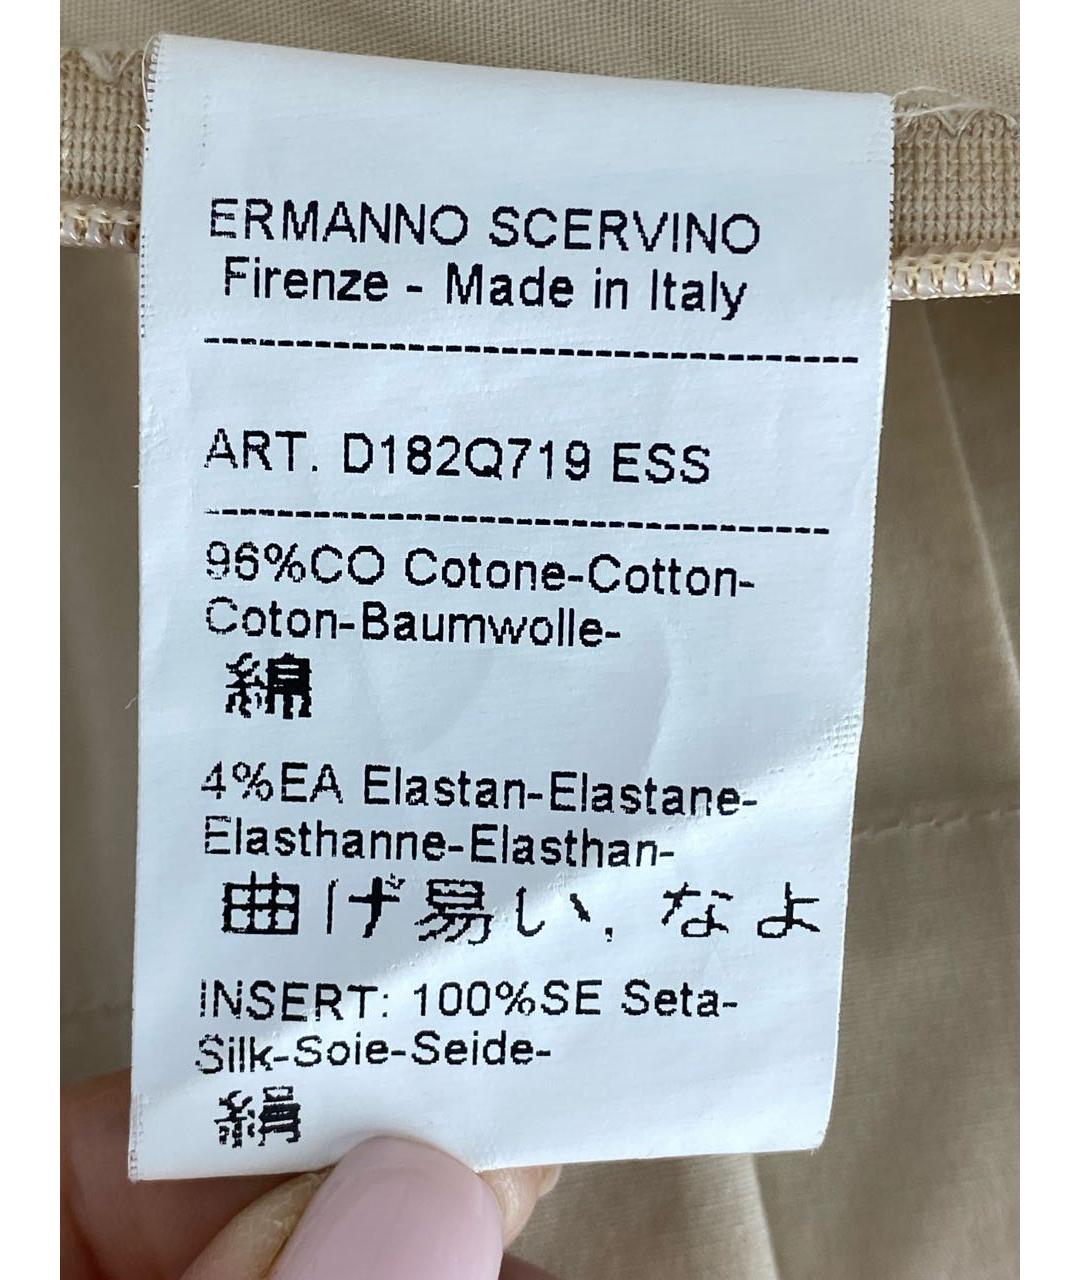 ERMANNO SCERVINO
Firenze - Made in Italy
ART. D182Q719 ESS
96%CO Cotone-Cotton-
Coton-Baumwolle-
綿
4%EA Elastan-Elastane-
Elasthanne-Elasthan-
曲げ易い, なよ
INSERT: 100%SE Seta-
Silk-Soie-Seide-
絹